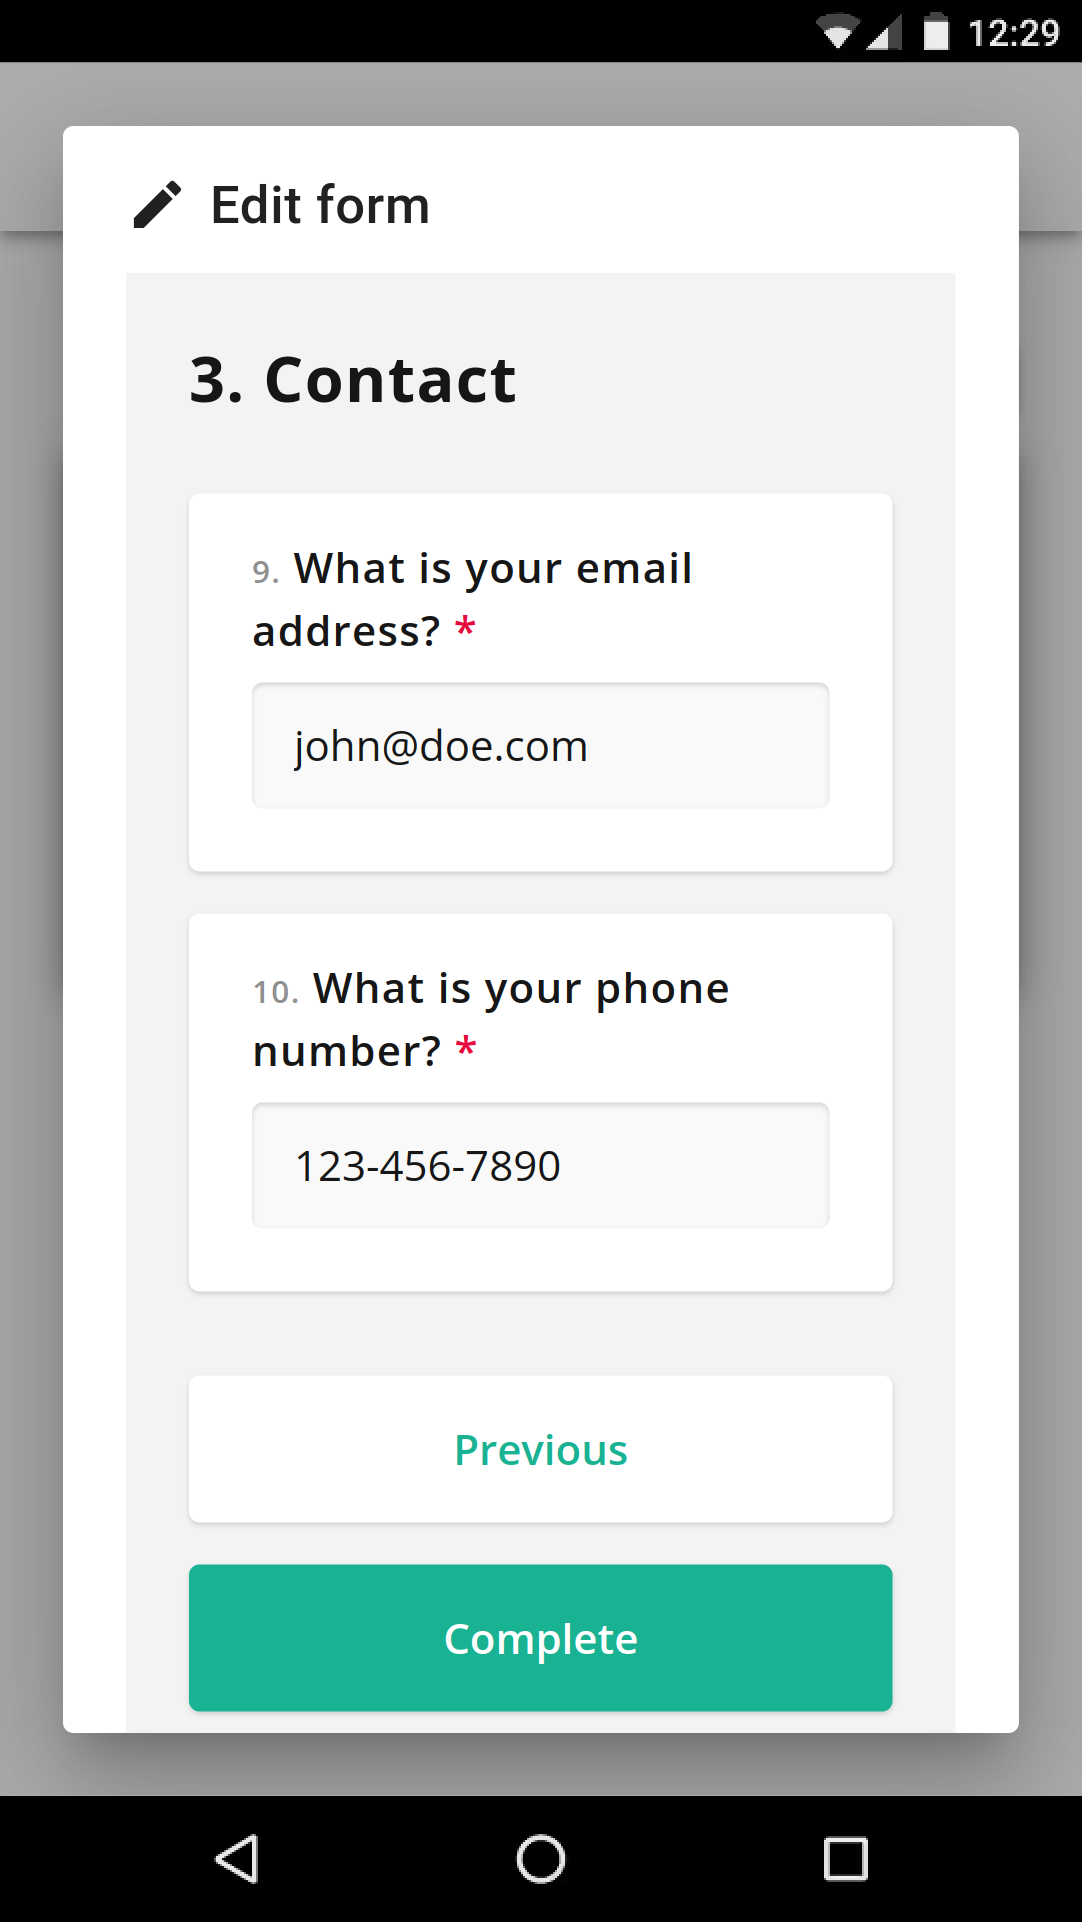 12:29
Edit form
3. Contact
9. What is your email
address? *
john@doe.com
10. What is your phone
number? *
123-456-7890
Previous
Complete